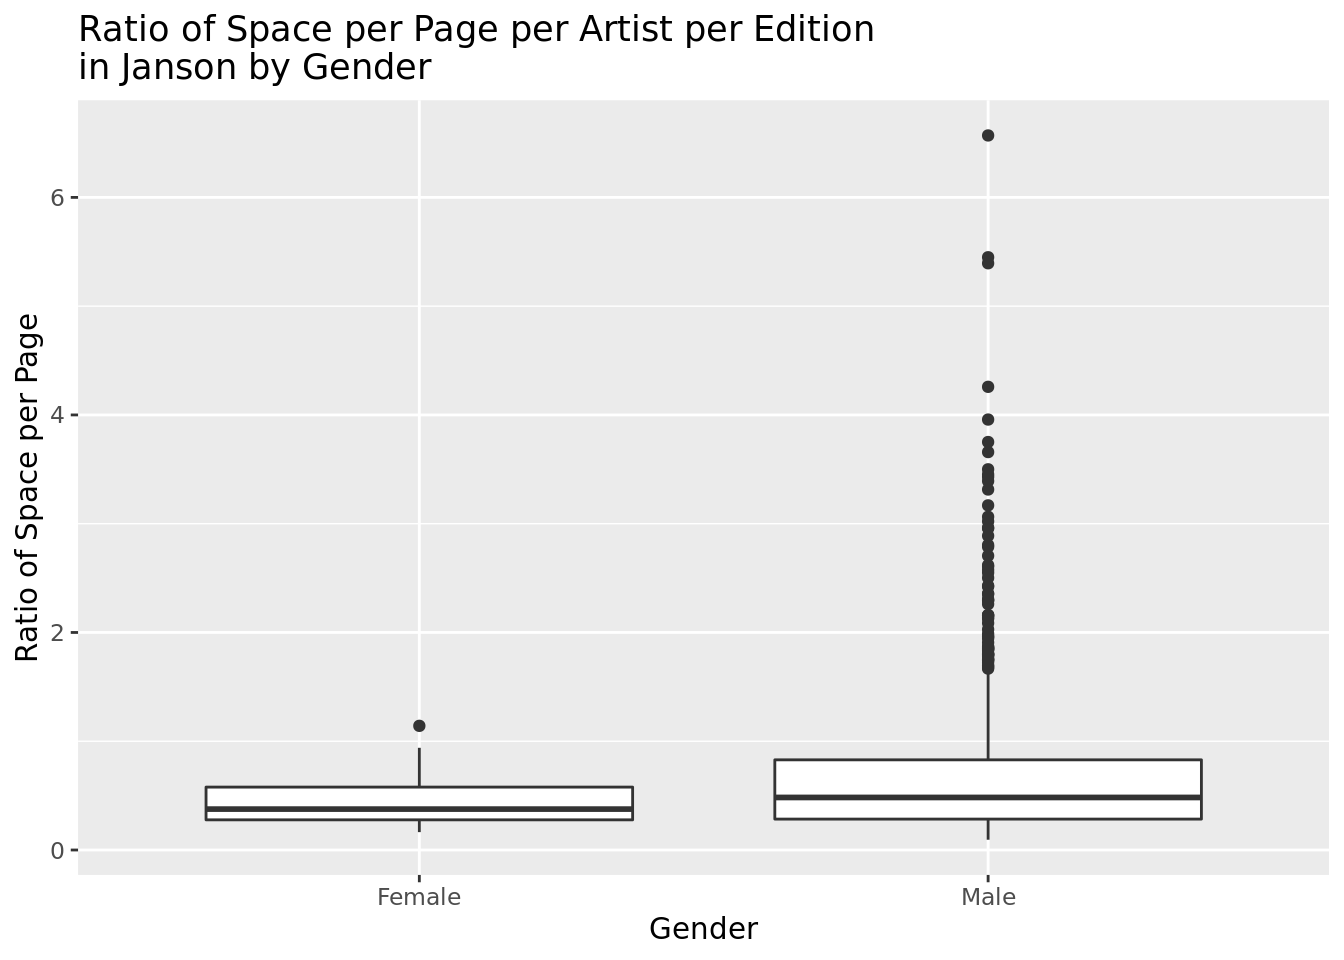 Ratio of Space per Page per Artist per Edition
in Janson by Gender
Ratio of Space per Page
6
4
2
0
Female
Male
Gender